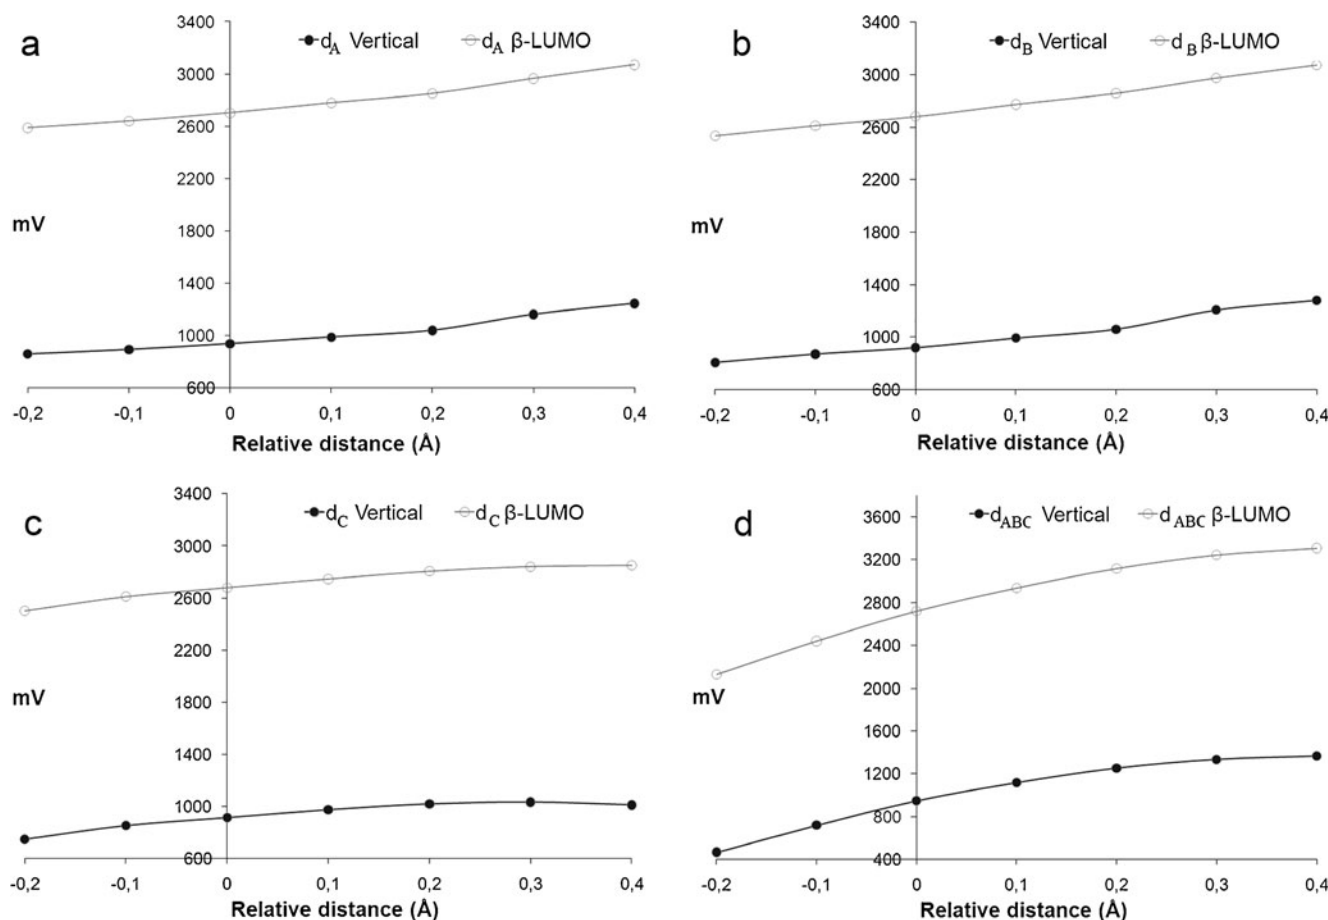 a
d_A Vertical d_A β-LUMO
3400
3000
2600
2200
mV
1800
1400
1000
600
-0,2 -0,1 0 0,1 0,2 0,3 0,4
Relative distance (Å)
b
d_B Vertical d_B β-LUMO
3400
3000
2600
2200
mV
1800
1400
1000
600
-0,2 -0,1 0 0,1 0,2 0,3 0,4
Relative distance (Å)
c
d_C Vertical d_C β-LUMO
3400
3000
2600
2200
1800
mV
1400
1000
600
-0,2 -0,1 0 0,1 0,2 0,3 0,4
Relative distance (Å)
d
d_ABC Vertical d_ABC β-LUMO
3600
3200
2800
2400
2000
mV
1600
1200
800
400
-0,2 -0,1 0 0,1 0,2 0,3 0,4
Relative distance (Å)